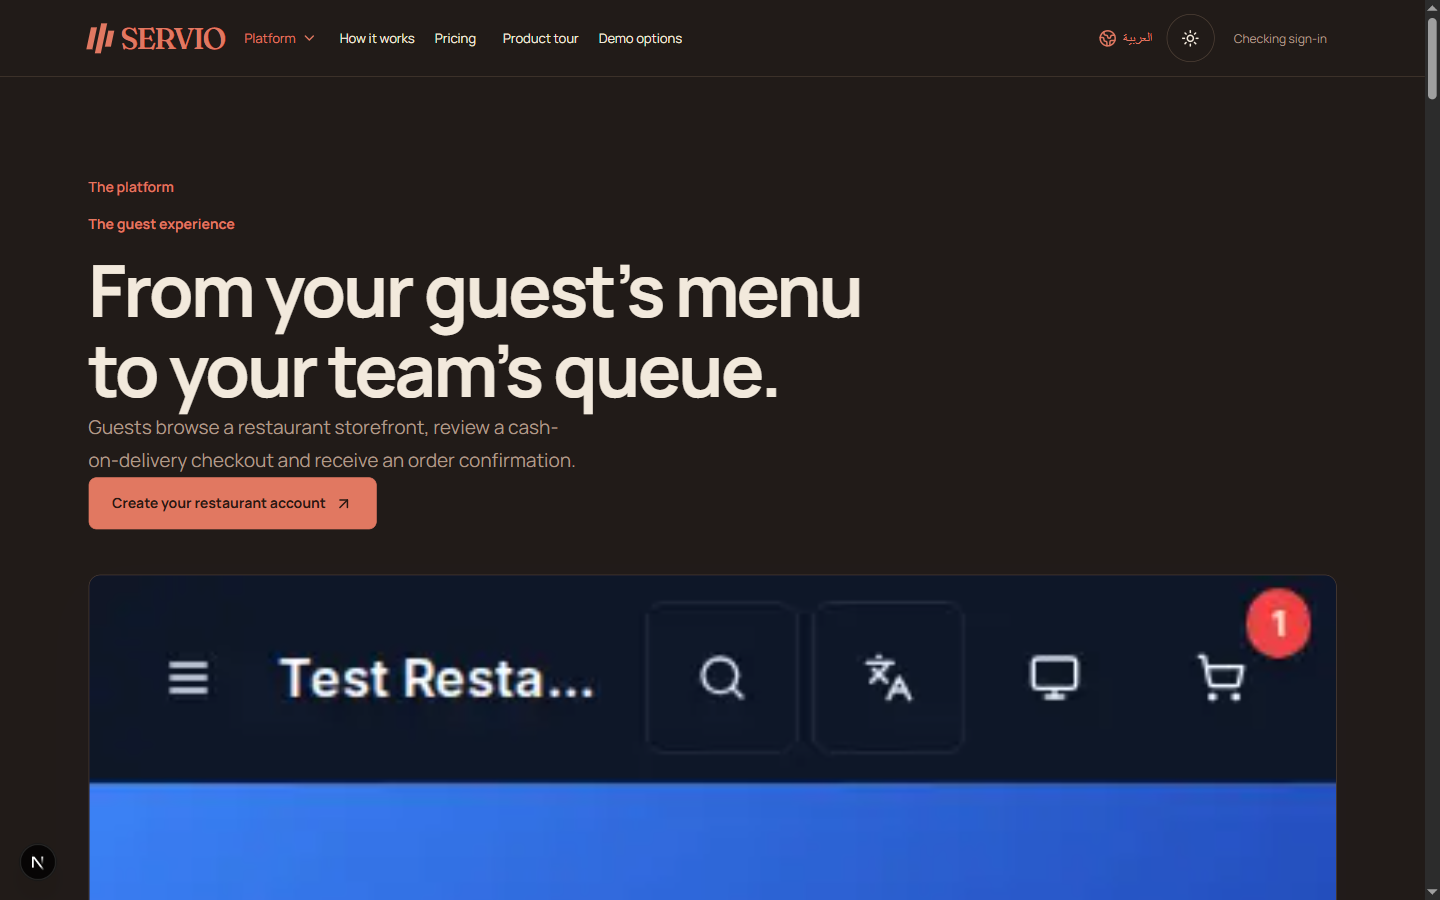 SERVIO
Platform
How it works
Pricing
Product tour
Demo options
العربية
Checking sign-in
The platform
The guest experience
From your guest’s menu
to your team’s queue.
Guests browse a restaurant storefront, review a cash-
on-delivery checkout and receive an order confirmation.
Create your restaurant account
Test Resta...
1
N